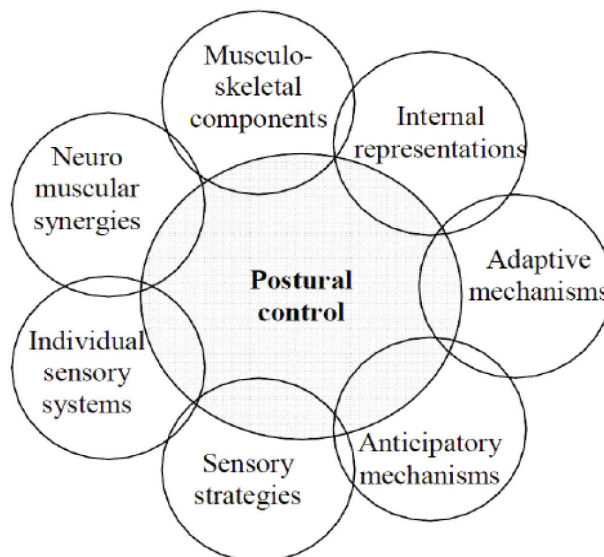 Musculo-
skeletal
components
Internal
representations
Adaptive
mechanisms
Anticipatory
mechanisms
Sensory
strategies
Individual
sensory
systems
Neuro
muscular
synergies
Postural
control